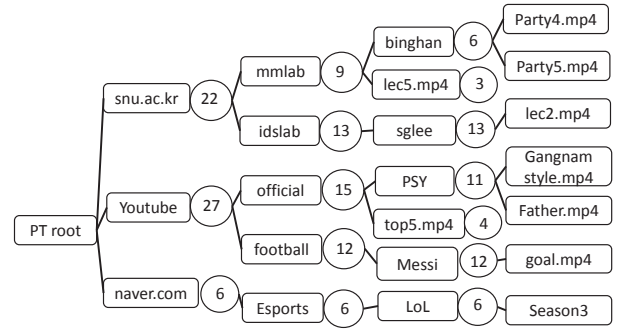 Party4.mp4
binghan 6
Party5.mp4
mmlab 9
lec5.mp4 3
snu.ac.kr 22
idslab 13 sglee 13 lec2.mp4
Gangnam
style.mp4
PSY 11
official 15
Father.mp4
Youtube 27
top5.mp4 4
PT root
football 12
Messi 12 goal.mp4
naver.com 6
Esports 6 LoL 6 Season3